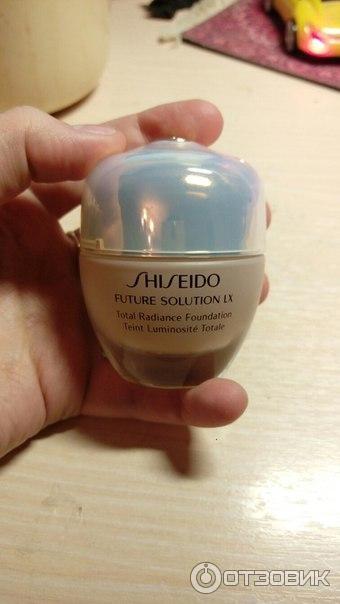 SHISEIDO
FUTURE SOLUTION LX
Total Radiance Foundation
Teint Luminosité Totale
ОТЗОВИК